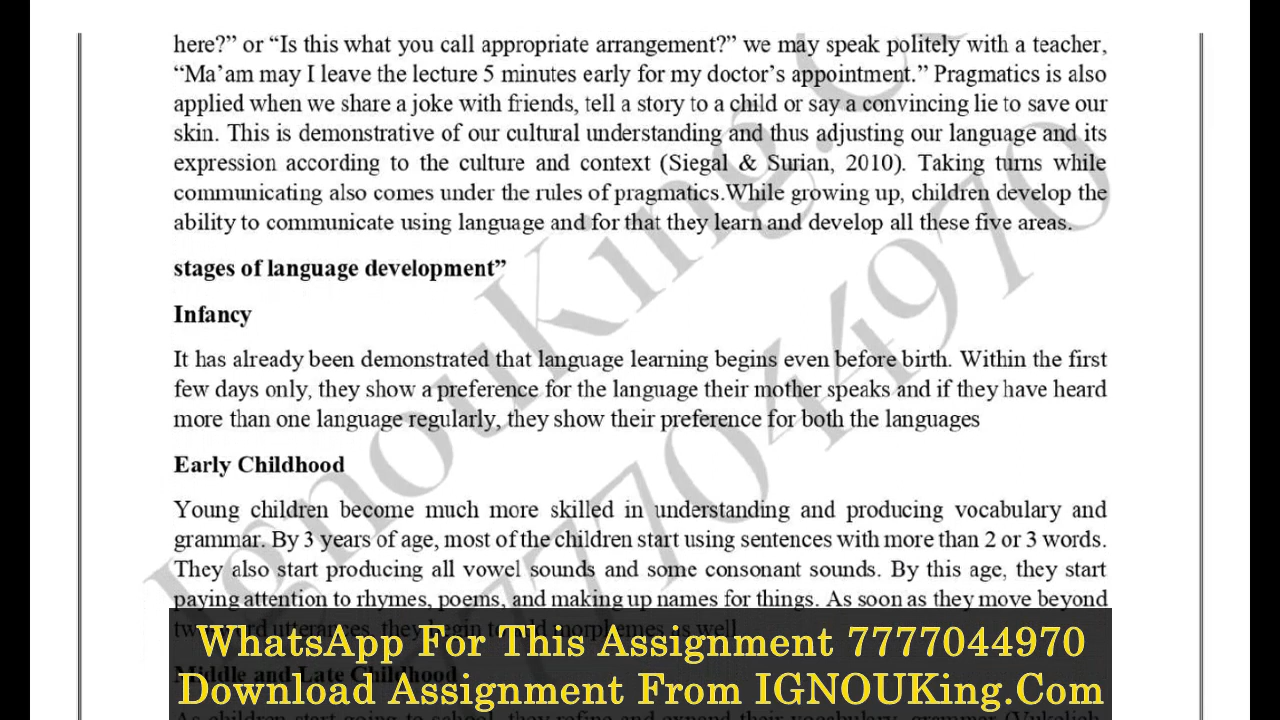 here?” or “Is this what you call appropriate arrangement?” we may speak politely with a teacher,
“Ma’am may I leave the lecture 5 minutes early for my doctor’s appointment.” Pragmatics is also
applied when we share a joke with friends, tell a story to a child or say a convincing lie to save our
skin. This is demonstrative of our cultural understanding and thus adjusting our language and its
expression according to the culture and context (Siegal & Surian, 2010). Taking turns while
communicating also comes under the rules of pragmatics.While growing up, children develop the
ability to communicate using language and for that they learn and develop all these five areas.
stages of language development”
Infancy
It has already been demonstrated that language learning begins even before birth. Within the first
few days only, they show a preference for the language their mother speaks and if they have heard
more than one language regularly, they show their preference for both the languages
Early Childhood
Young children become much more skilled in understanding and producing vocabulary and
grammar. By 3 years of age, most of the children start using sentences with more than 2 or 3 words.
They also start producing all vowel sounds and some consonant sounds. By this age, they start
paying attention to rhymes, poems, and making up names for things. As soon as they move beyond
WhatsApp For This Assignment 7777044970
Middle and Late Childhood
Download Assignment From IGNOUKing.Com
IgnouKing.C
7777044970